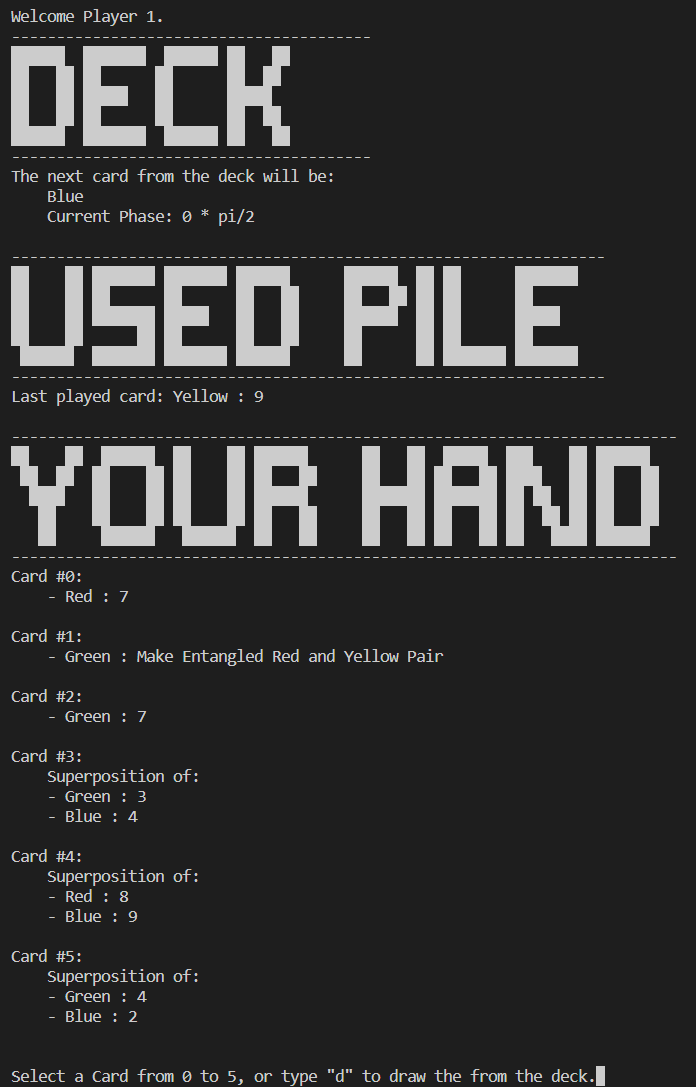 Welcome Player 1.
----------------------------------------
DECK
----------------------------------------
The next card from the deck will be:
Blue
Current Phase: 0 * pi/2
------------------------------------------------------------------
USED PILE
------------------------------------------------------------------
Last played card: Yellow : 9
--------------------------------------------------------------------------
YOUR HAND
--------------------------------------------------------------------------
Card #0:
- Red : 7
Card #1:
- Green : Make Entangled Red and Yellow Pair
Card #2:
- Green : 7
Card #3:
Superposition of:
- Green : 3
- Blue : 4
Card #4:
Superposition of:
- Red : 8
- Blue : 9
Card #5:
Superposition of:
- Green : 4
- Blue : 2
Select a Card from 0 to 5, or type "d" to draw the from the deck.